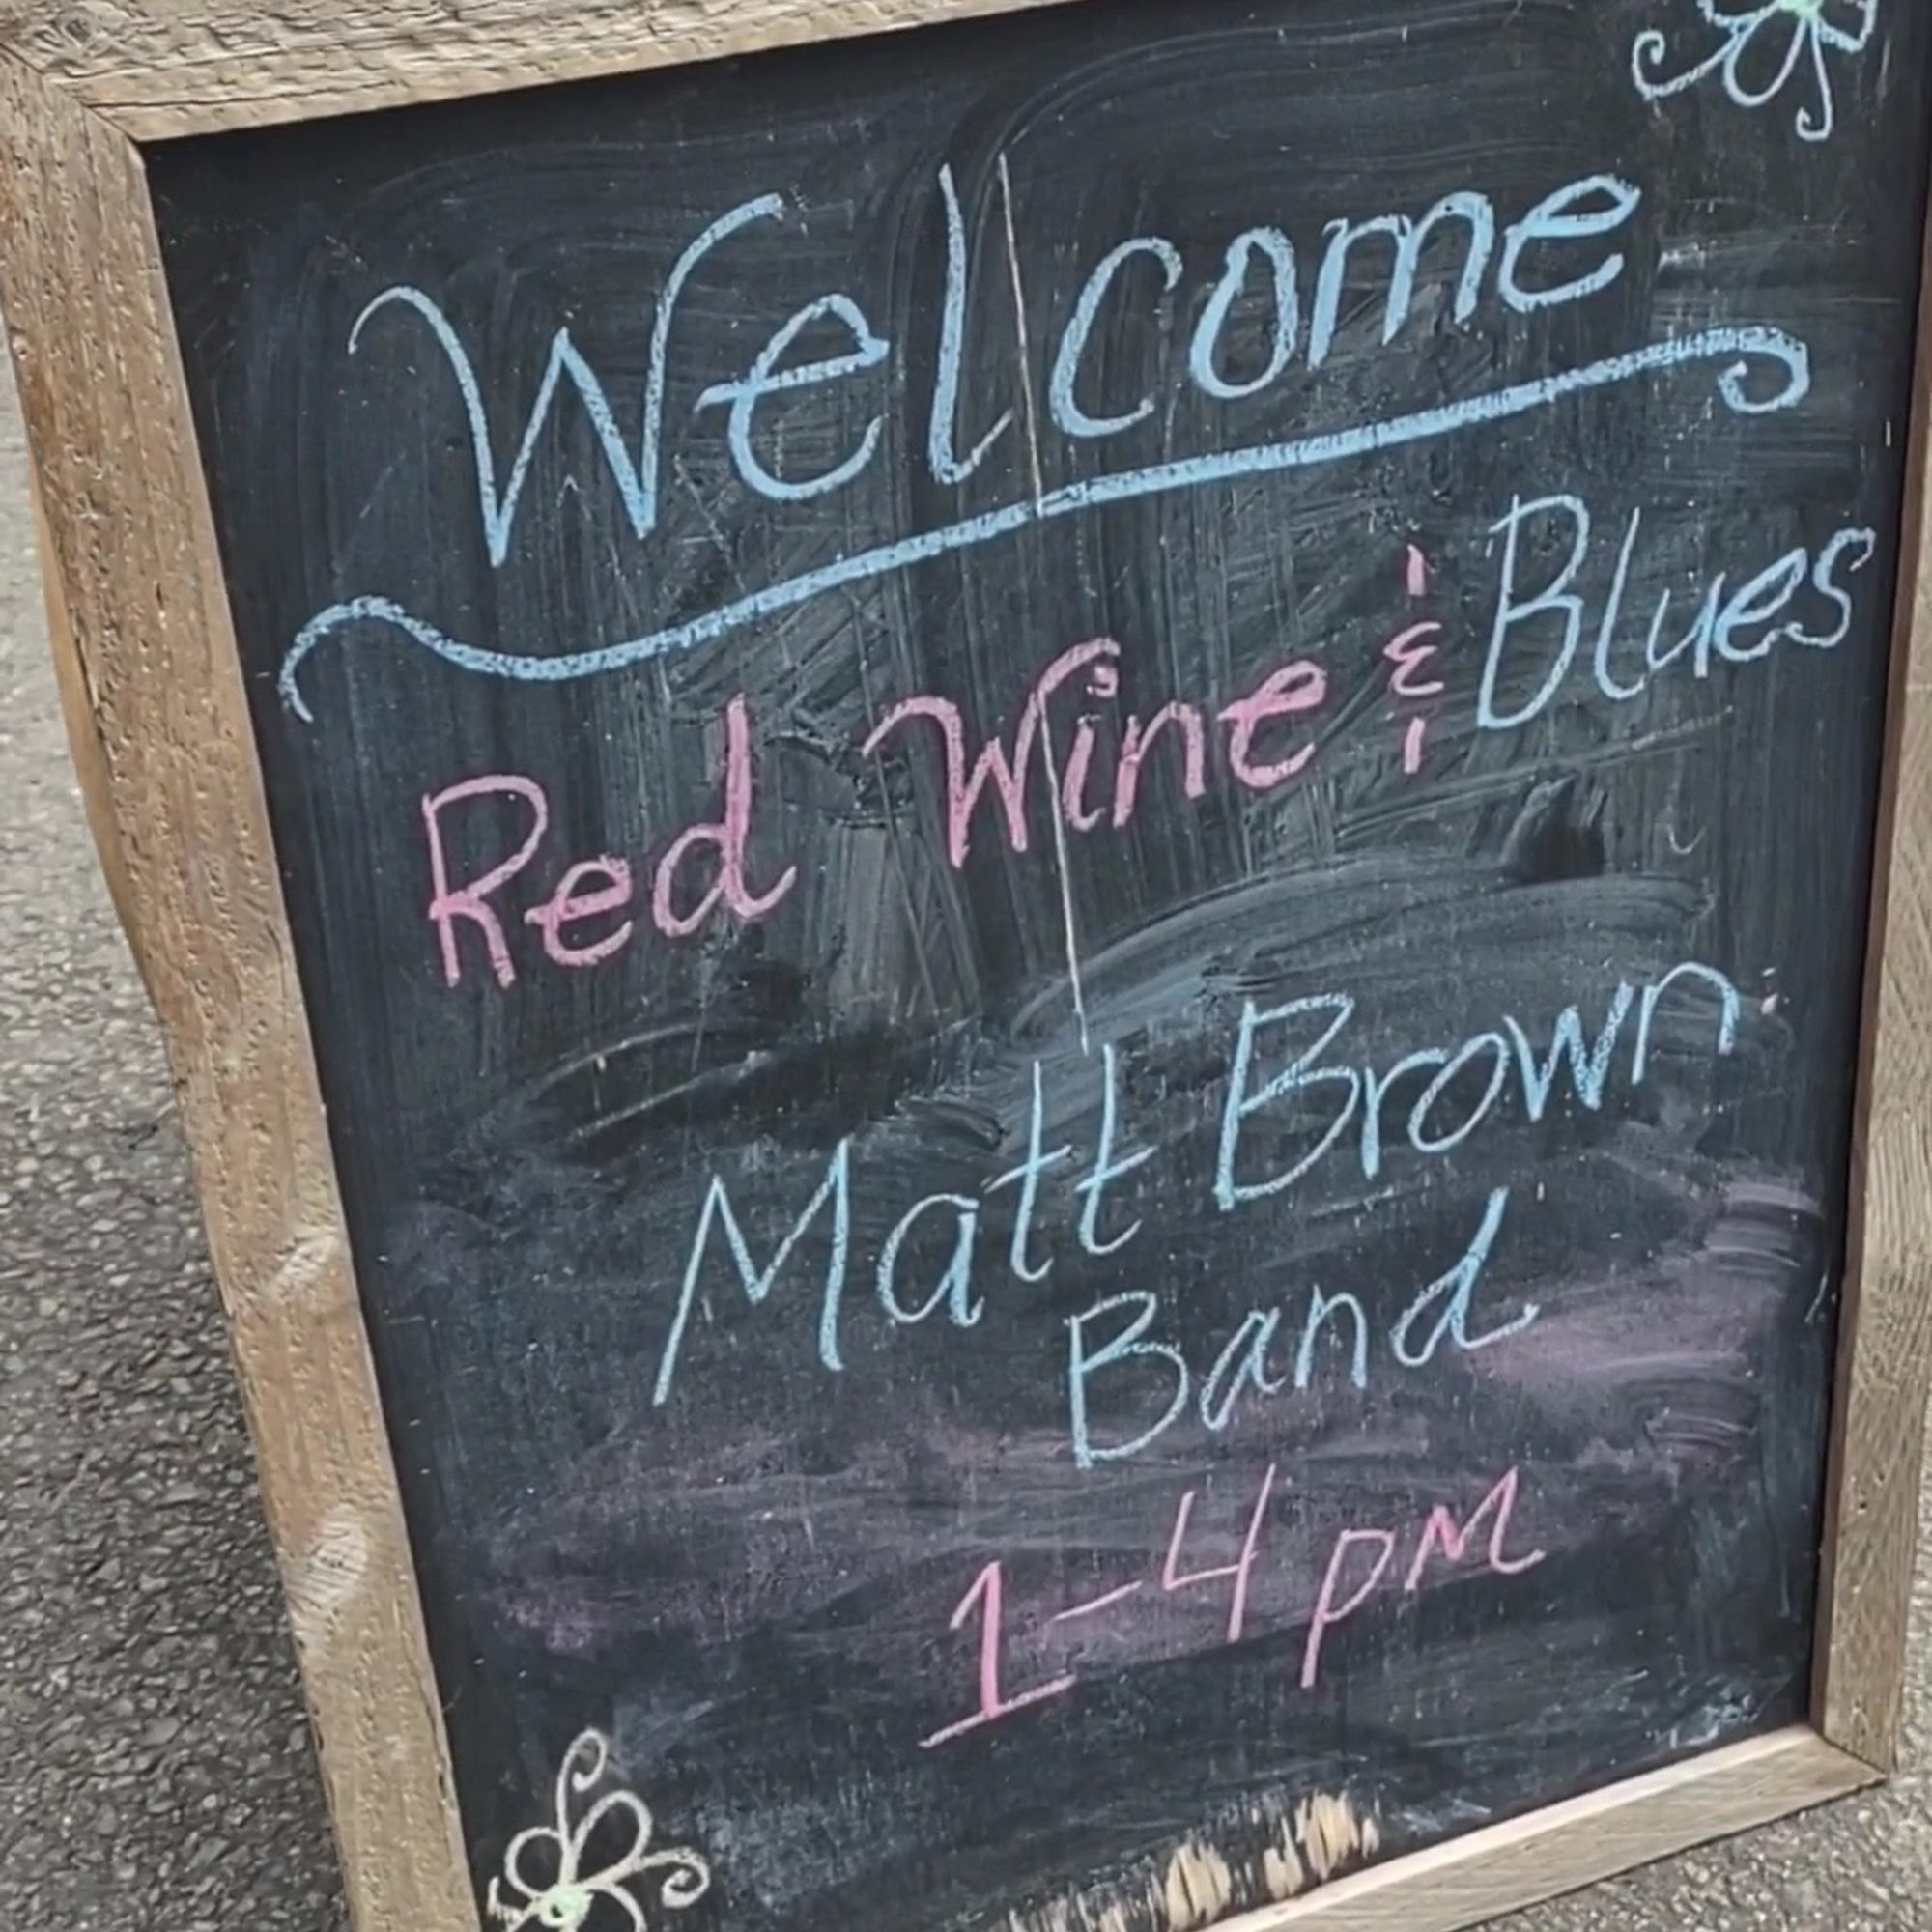 Welcome
Red Wine & Blues
Matt Brown
Band
1-4 pm